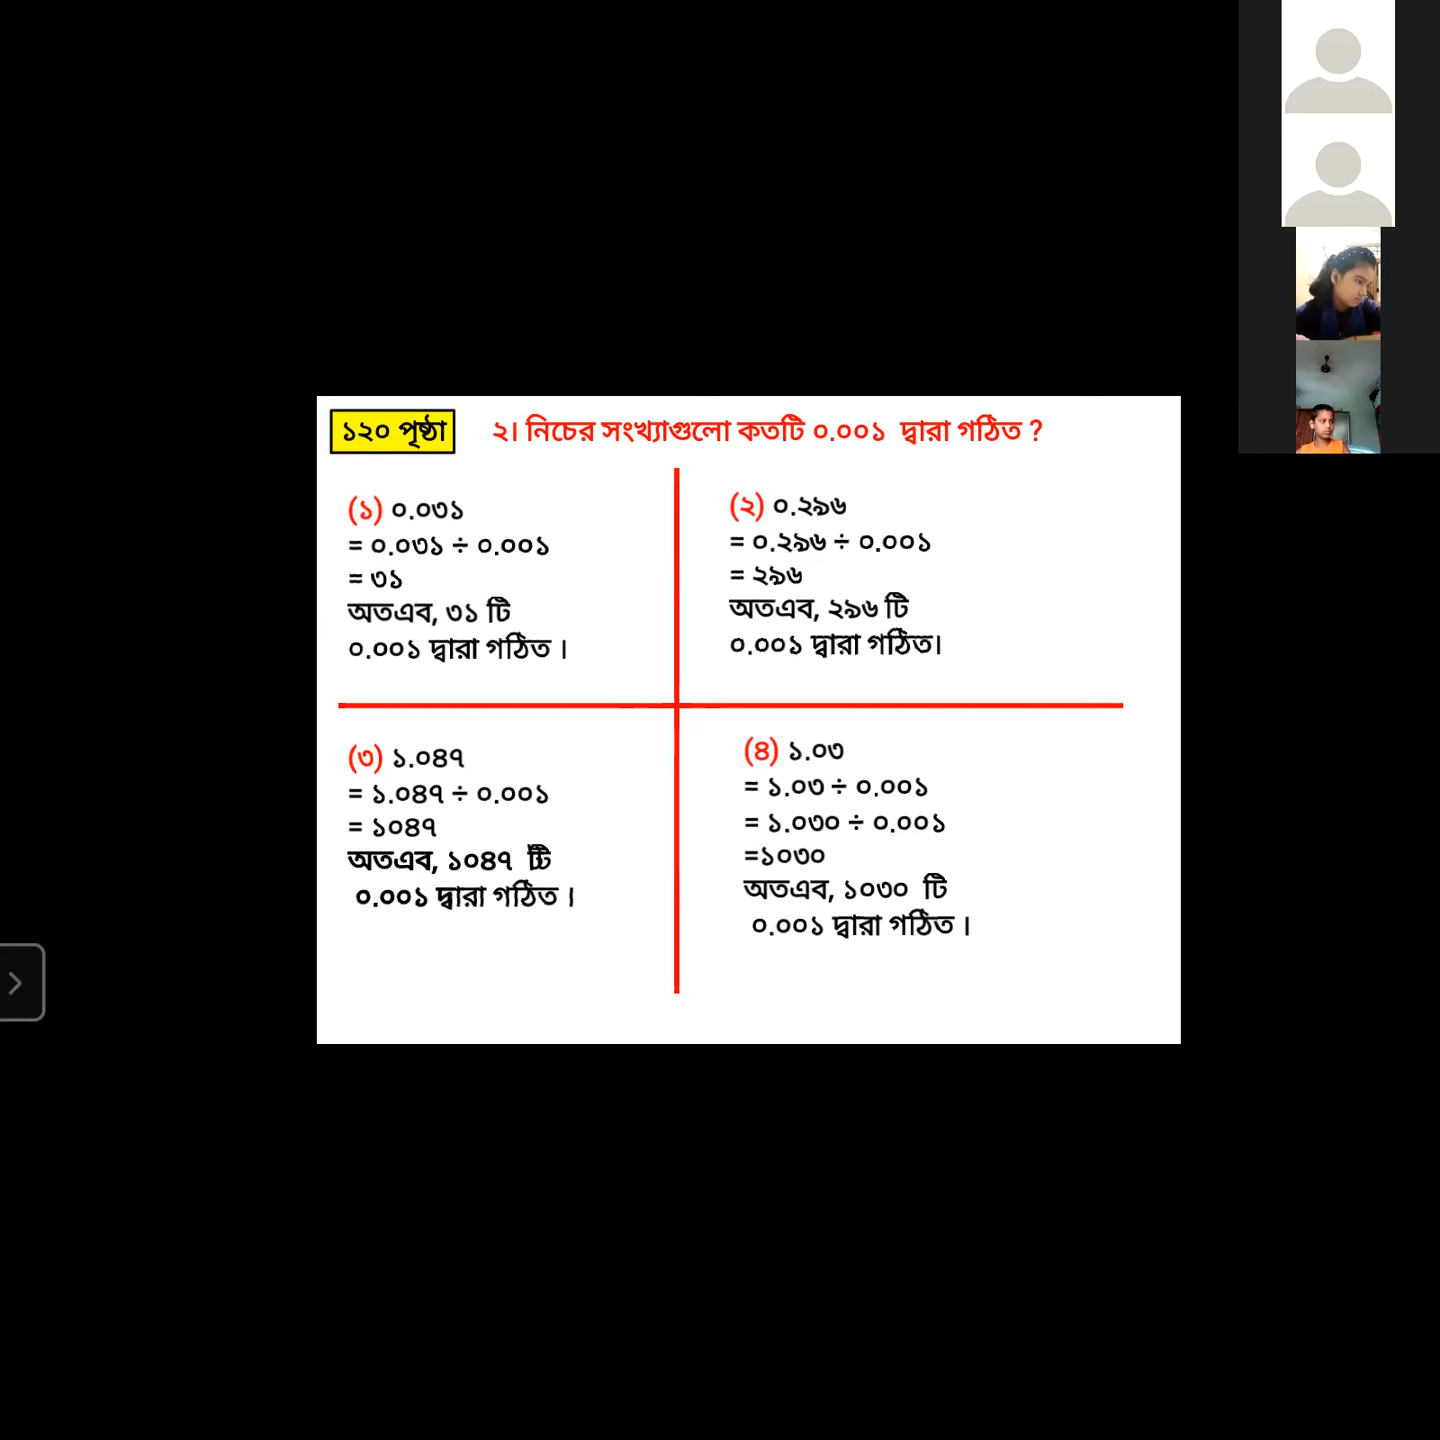 ১২০ পৃষ্ঠা
২। নিচের সংখ্যাগুলো কতটি ০.০০১ দ্বারা গঠিত ?
(১) ০.০৩১
= ০.০৩১ ÷ ০.০০১
= ৩১
অতএব, ৩১ টি
০.০০১ দ্বারা গঠিত ।
(২) ০.২৯৬
= ০.২৯৬ ÷ ০.০০১
= ২৯৬
অতএব, ২৯৬ টি
০.০০১ দ্বারা গঠিত।
(৩) ১.০৪৭
= ১.০৪৭ ÷ ০.০০১
= ১০৪৭
অতএব, ১০৪৭ টি
০.০০১ দ্বারা গঠিত ।
(৪) ১.০৩
= ১.০৩ ÷ ০.০০১
= ১.০৩০ ÷ ০.০০১
=১০৩০
অতএব, ১০৩০ টি
০.০০১ দ্বারা গঠিত ।